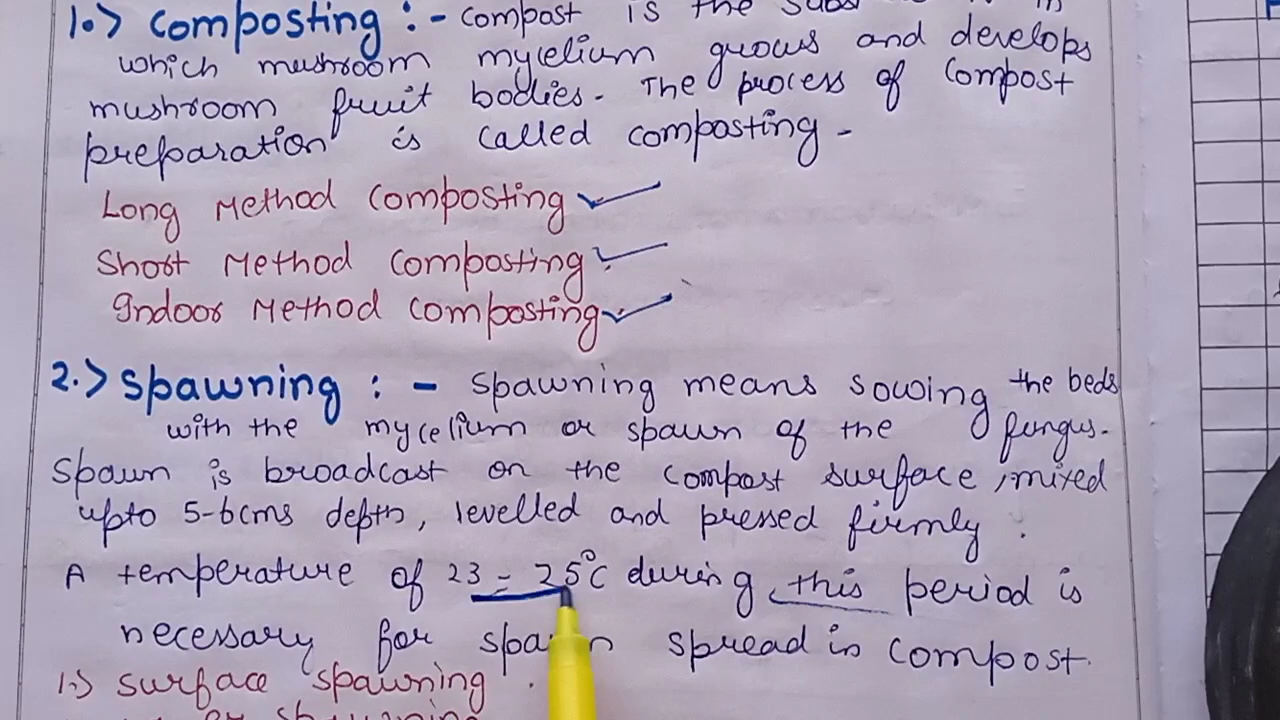 1.> Composting :- Compost is the in
which mushroom mycelium grows and develops
mushroom fruit bodies. The process of compost
preparation is called composting.
Long Method Composting
Short Method Composting
Indoor Method Composting
2.> Spawning :- Spawning means sowing the beds
with the mycelium or spawn of the fungus.
Spawn is broadcast on the compost surface, mixed
upto 5-6cms depth, levelled and pressed firmly.
A temperature of 23-25°C during this period is
necessary for spawn spread in compost.
1.) Surface Spawning
spawning